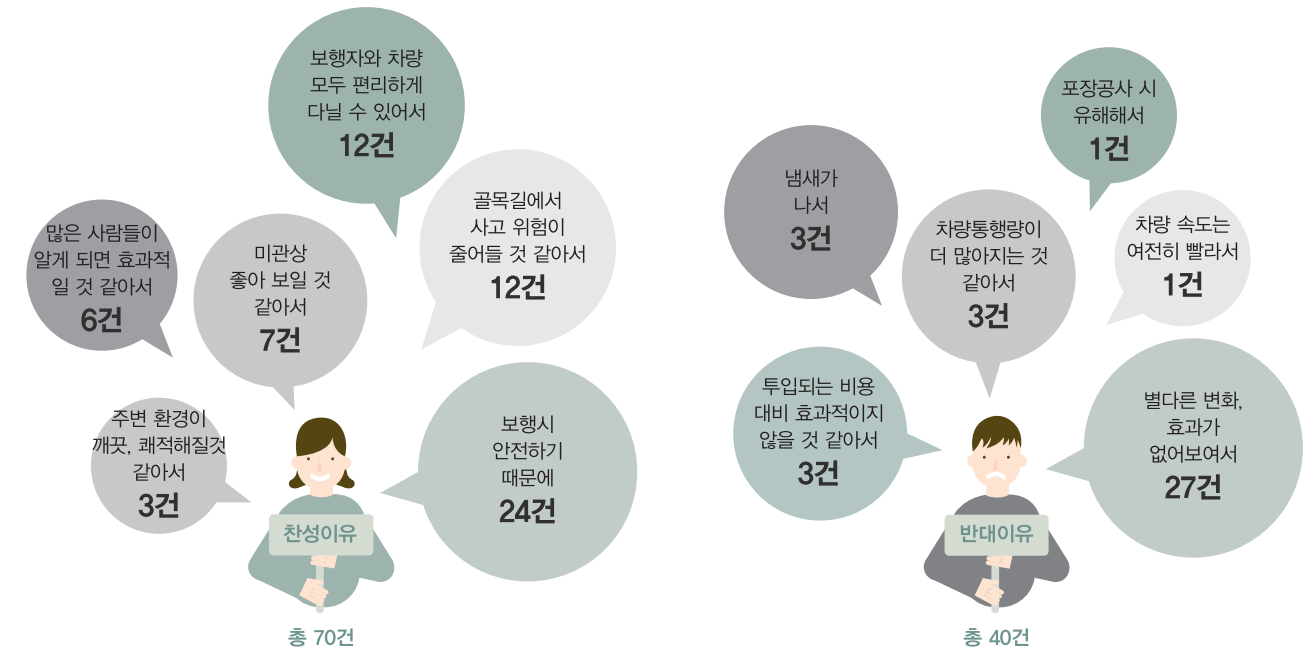 보행자와 차량
모두 편리하게
다닐 수 있어서
12건
골목길에서
사고 위험이
줄어들 것 같아서
12건
많은 사람들이
알게 되면 효과적
일 것 같아서
6건
미관상
좋아 보일 것
같아서
7건
주변 환경이
깨끗, 쾌적해질것
같아서
3건
보행시
안전하기
때문에
24건
찬성이유
총 70건
포장공사 시
유해해서
1건
냄새가
나서
3건
차량통행량이
더 많아지는 것
같아서
3건
차량 속도는
여전히 빨라서
1건
투입되는 비용
대비 효과적이지
않을 것 같아서
3건
별다른 변화,
효과가
없어보여서
27건
반대이유
총 40건